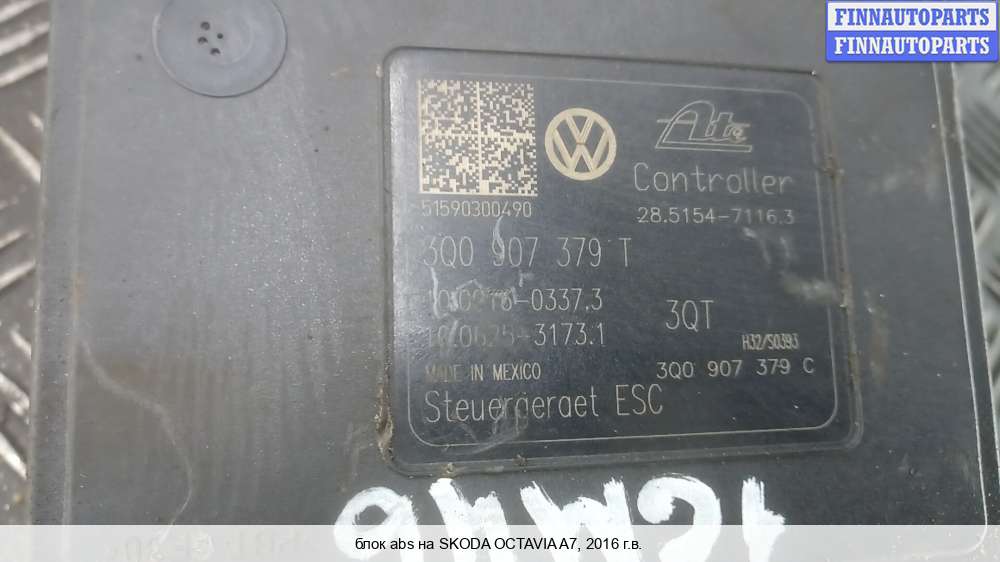 FINNAUTOPARTS
FINNAUTOPARTS
Ate
Controller
51590300490
28.5154-7116.3
3Q0 907 379 T
3QT
H32/S0393
MADE IN MEXICO
3Q0 907 379 C
Steuergeraet ESC
блок abs на SKODA OCTAVIA A7, 2016 г.в.